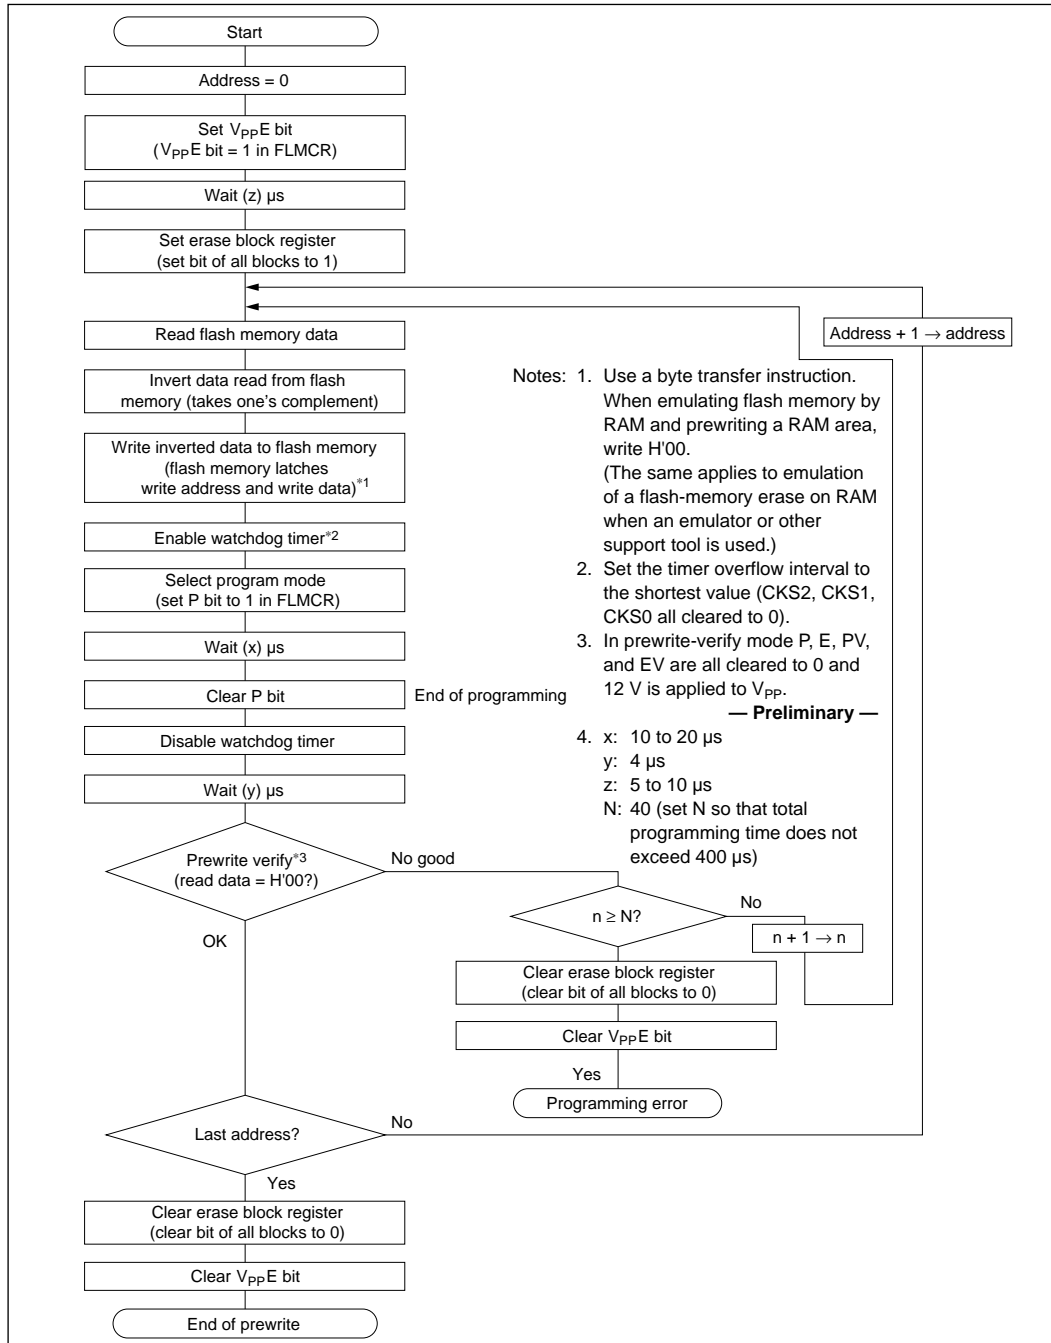 Start
Address = 0
Set VPPE bit
(VPPE bit = 1 in FLMCR)
Wait (z) µs
Set erase block register
(set bit of all blocks to 1)
Read flash memory data
Address + 1 → address
Invert data read from flash
memory (takes one's complement)
Write inverted data to flash memory
(flash memory latches
write address and write data)*1
Enable watchdog timer*2
Select program mode
(set P bit to 1 in FLMCR)
Wait (x) µs
Clear P bit
End of programming
Disable watchdog timer
Wait (y) µs
Notes: 1. Use a byte transfer instruction.
When emulating flash memory by
RAM and prewriting a RAM area,
write H'00.
(The same applies to emulation
of a flash-memory erase on RAM
when an emulator or other
support tool is used.)
2. Set the timer overflow interval to
the shortest value (CKS2, CKS1,
CKS0 all cleared to 0).
3. In prewrite-verify mode P, E, PV,
and EV are all cleared to 0 and
12 V is applied to VPP.
— Preliminary —
4. x: 10 to 20 µs
y: 4 µs
z: 5 to 10 µs
N: 40 (set N so that total
programming time does not
exceed 400 µs)
Prewrite verify*3
(read data = H'00?)
No good
OK
n ≥ N?
No
n + 1 → n
Clear erase block register
(clear bit of all blocks to 0)
Clear VPPE bit
Yes
Programming error
Last address?
No
Yes
Clear erase block register
(clear bit of all blocks to 0)
Clear VPPE bit
End of prewrite